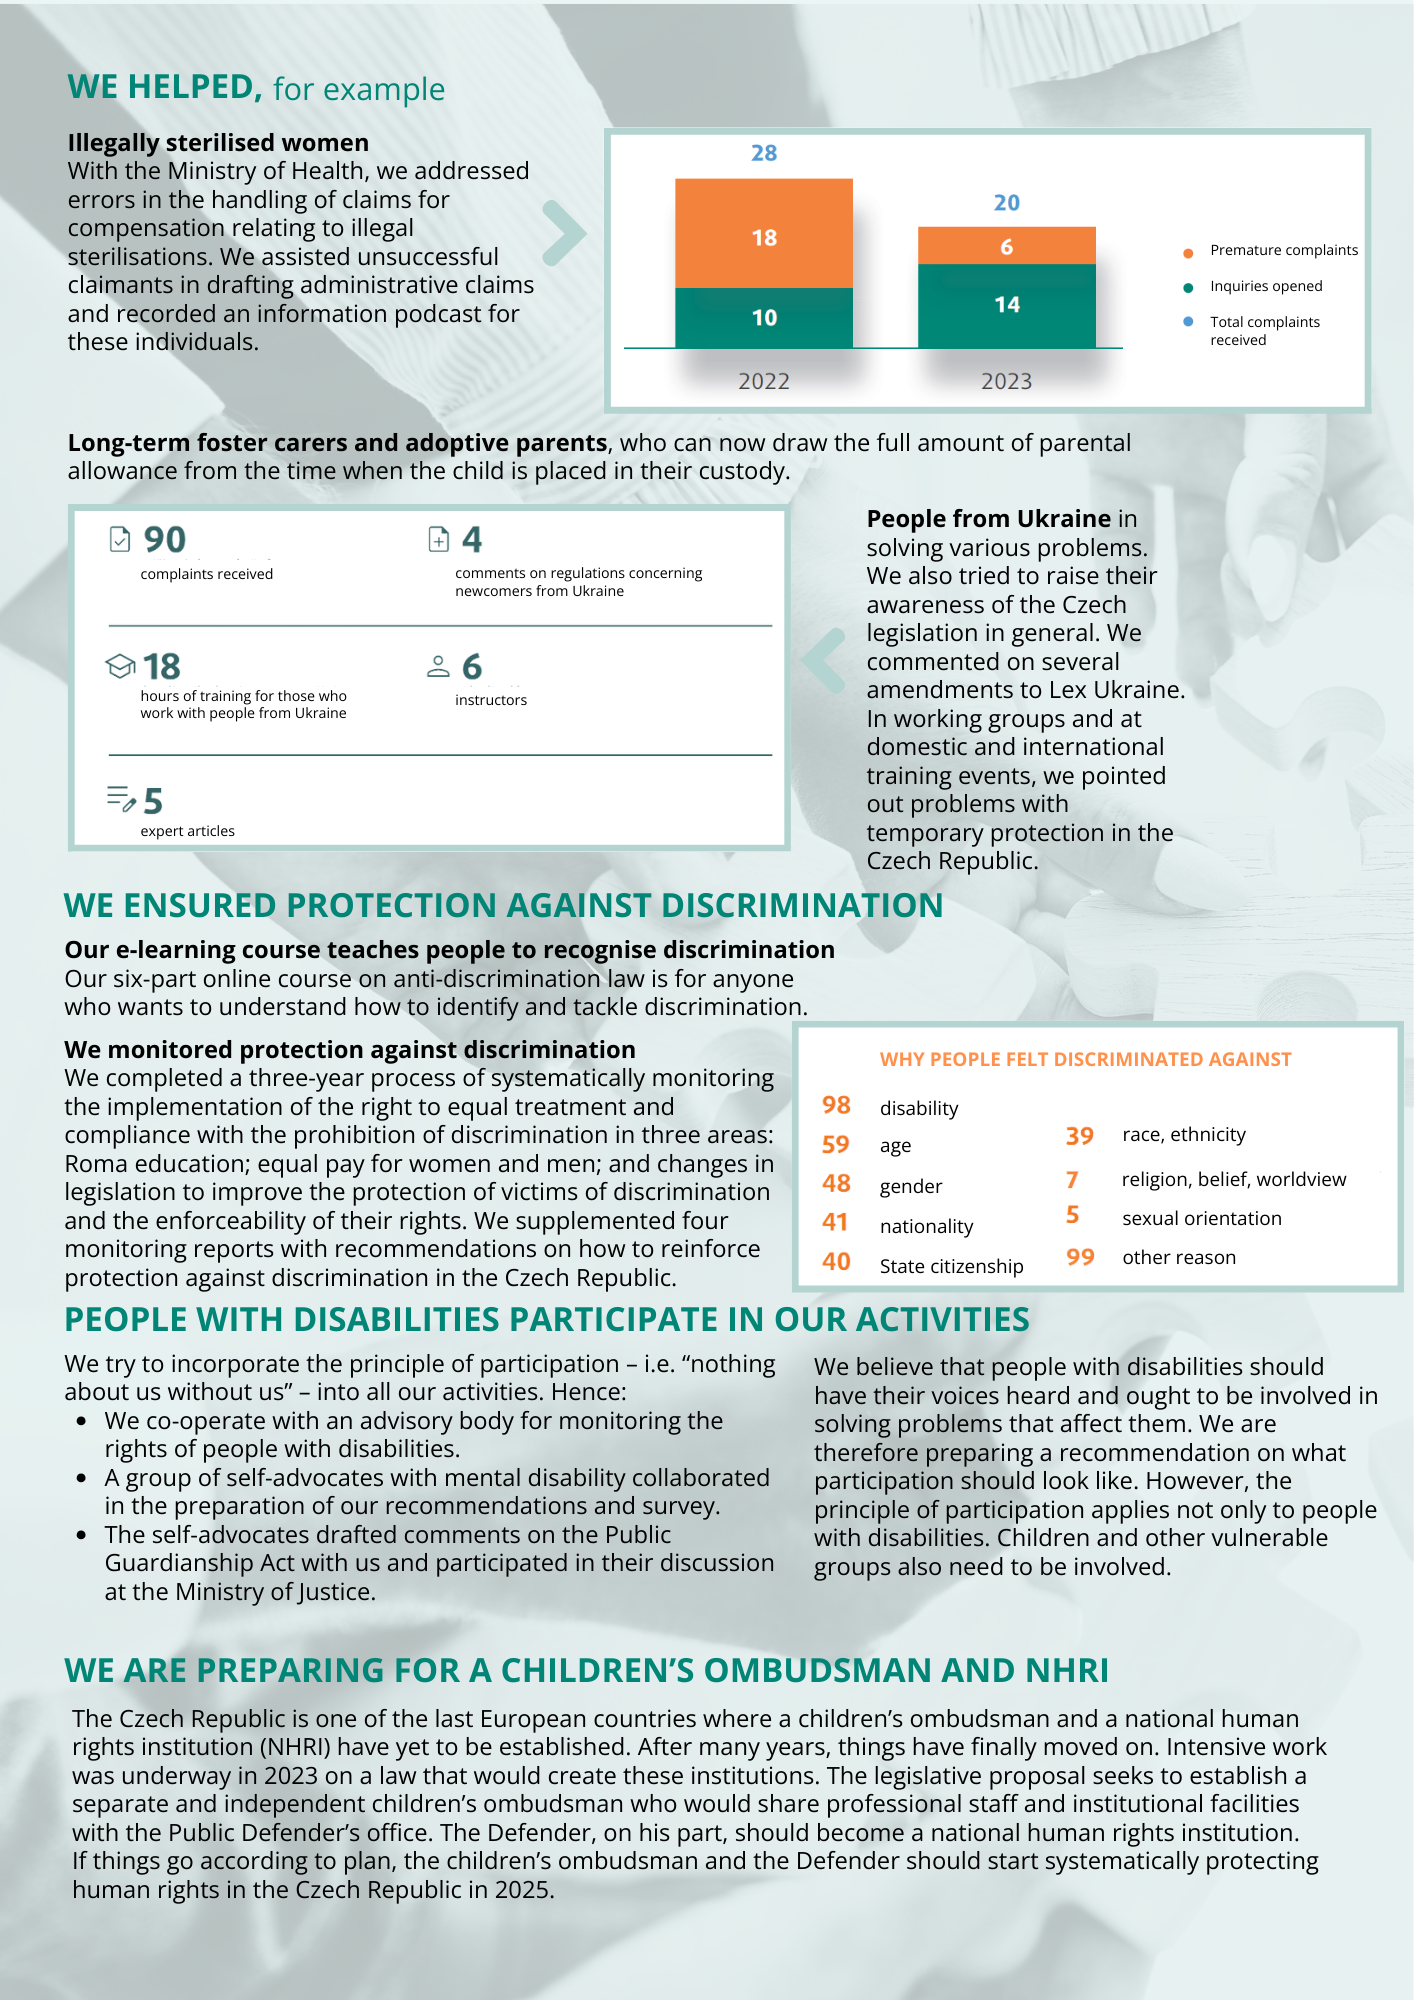 WE HELPED, for example
Illegally sterilised women
With the Ministry of Health, we addressed
errors in the handling of claims for
compensation relating to illegal
sterilisations. We assisted unsuccessful
claimants in drafting administrative claims
and recorded an information podcast for
these individuals.
28
18
10
2022
20
6
14
2023
Premature complaints
Inquiries opened
Total complaints
received
Long-term foster carers and adoptive parents, who can now draw the full amount of parental
allowance from the time when the child is placed in their custody.
90
complaints received
4
comments on regulations concerning
newcomers from Ukraine
18
hours of training for those who
work with people from Ukraine
6
instructors
5
expert articles
People from Ukraine in
solving various problems.
We also tried to raise their
awareness of the Czech
legislation in general. We
commented on several
amendments to Lex Ukraine.
In working groups and at
domestic and international
training events, we pointed
out problems with
temporary protection in the
Czech Republic.
WE ENSURED PROTECTION AGAINST DISCRIMINATION
Our e-learning course teaches people to recognise discrimination
Our six-part online course on anti-discrimination law is for anyone
who wants to understand how to identify and tackle discrimination.
We monitored protection against discrimination
We completed a three-year process of systematically monitoring
the implementation of the right to equal treatment and
compliance with the prohibition of discrimination in three areas:
Roma education; equal pay for women and men; and changes in
legislation to improve the protection of victims of discrimination
and the enforceability of their rights. We supplemented four
monitoring reports with recommendations on how to reinforce
protection against discrimination in the Czech Republic.
WHY PEOPLE FELT DISCRIMINATED AGAINST
98 disability
59 age
48 gender
41 nationality
40 State citizenship
39 race, ethnicity
7 religion, belief, worldview
5 sexual orientation
99 other reason
PEOPLE WITH DISABILITIES PARTICIPATE IN OUR ACTIVITIES
We try to incorporate the principle of participation – i.e. “nothing
about us without us” – into all our activities. Hence:
• We co-operate with an advisory body for monitoring the
rights of people with disabilities.
• A group of self-advocates with mental disability collaborated
in the preparation of our recommendations and survey.
• The self-advocates drafted comments on the Public
Guardianship Act with us and participated in their discussion
at the Ministry of Justice.
We believe that people with disabilities should
have their voices heard and ought to be involved in
solving problems that affect them. We are
therefore preparing a recommendation on what
participation should look like. However, the
principle of participation applies not only to people
with disabilities. Children and other vulnerable
groups also need to be involved.
WE ARE PREPARING FOR A CHILDREN’S OMBUDSMAN AND NHRI
The Czech Republic is one of the last European countries where a children’s ombudsman and a national human
rights institution (NHRI) have yet to be established. After many years, things have finally moved on. Intensive work
was underway in 2023 on a law that would create these institutions. The legislative proposal seeks to establish a
separate and independent children’s ombudsman who would share professional staff and institutional facilities
with the Public Defender’s office. The Defender, on his part, should become a national human rights institution.
If things go according to plan, the children’s ombudsman and the Defender should start systematically protecting
human rights in the Czech Republic in 2025.